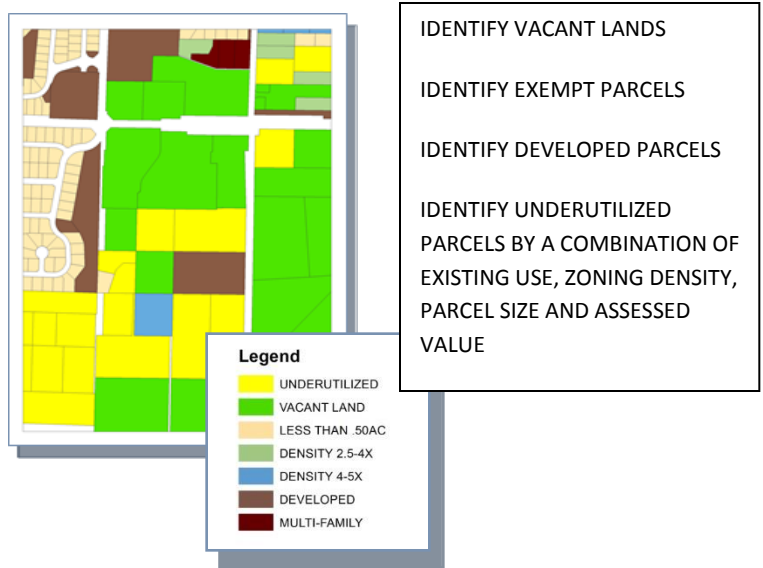 IDENTIFY VACANT LANDS
IDENTIFY EXEMPT PARCELS
IDENTIFY DEVELOPED PARCELS
IDENTIFY UNDERUTILIZED
PARCELS BY A COMBINATION OF
EXISTING USE, ZONING DENSITY,
PARCEL SIZE AND ASSESSED
VALUE
Legend
UNDERUTILIZED
VACANT LAND
LESS THAN .50AC
DENSITY 2.5-4X
DENSITY 4-5X
DEVELOPED
MULTI-FAMILY